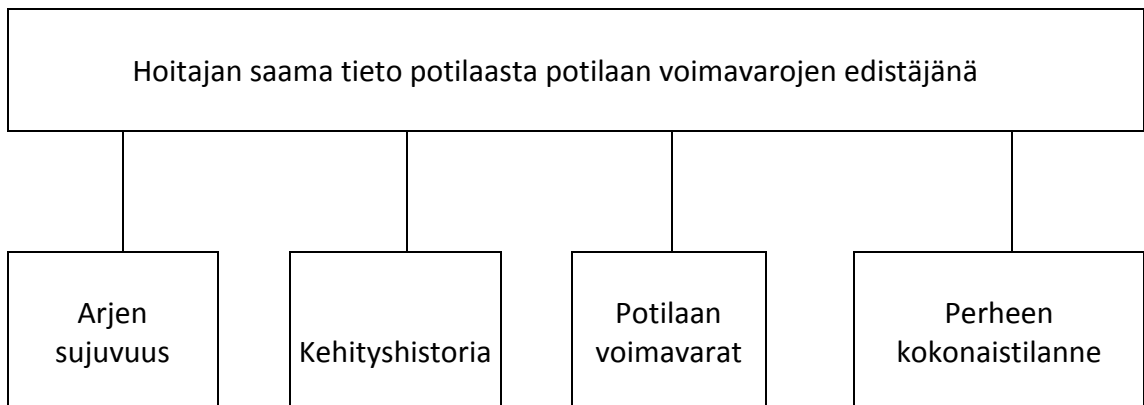 Hoitajan saama tieto potilaasta potilaan voimavarojen edistäjänä
Arjen
sujuvuus
Kehityshistoria
Potilaan
voimavarat
Perheen
kokonaistilanne